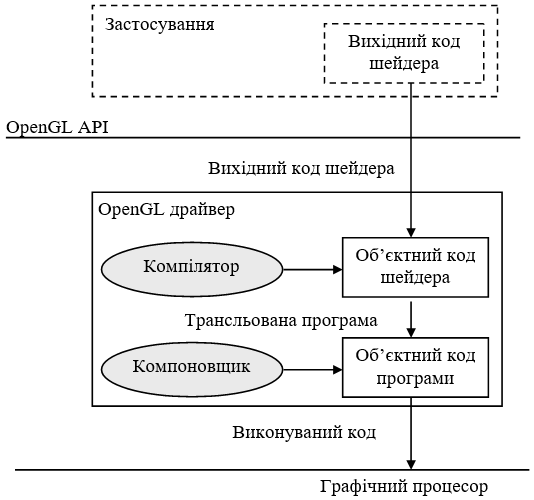 Застосування
Вихідний код
шейдера
OpenGL API
Вихідний код шейдера
OpenGL драйвер
Компілятор
Об’єктний код
шейдера
Трансльована програма
Компоновщик
Об’єктний код
програми
Виконуваний код
Графічний процесор